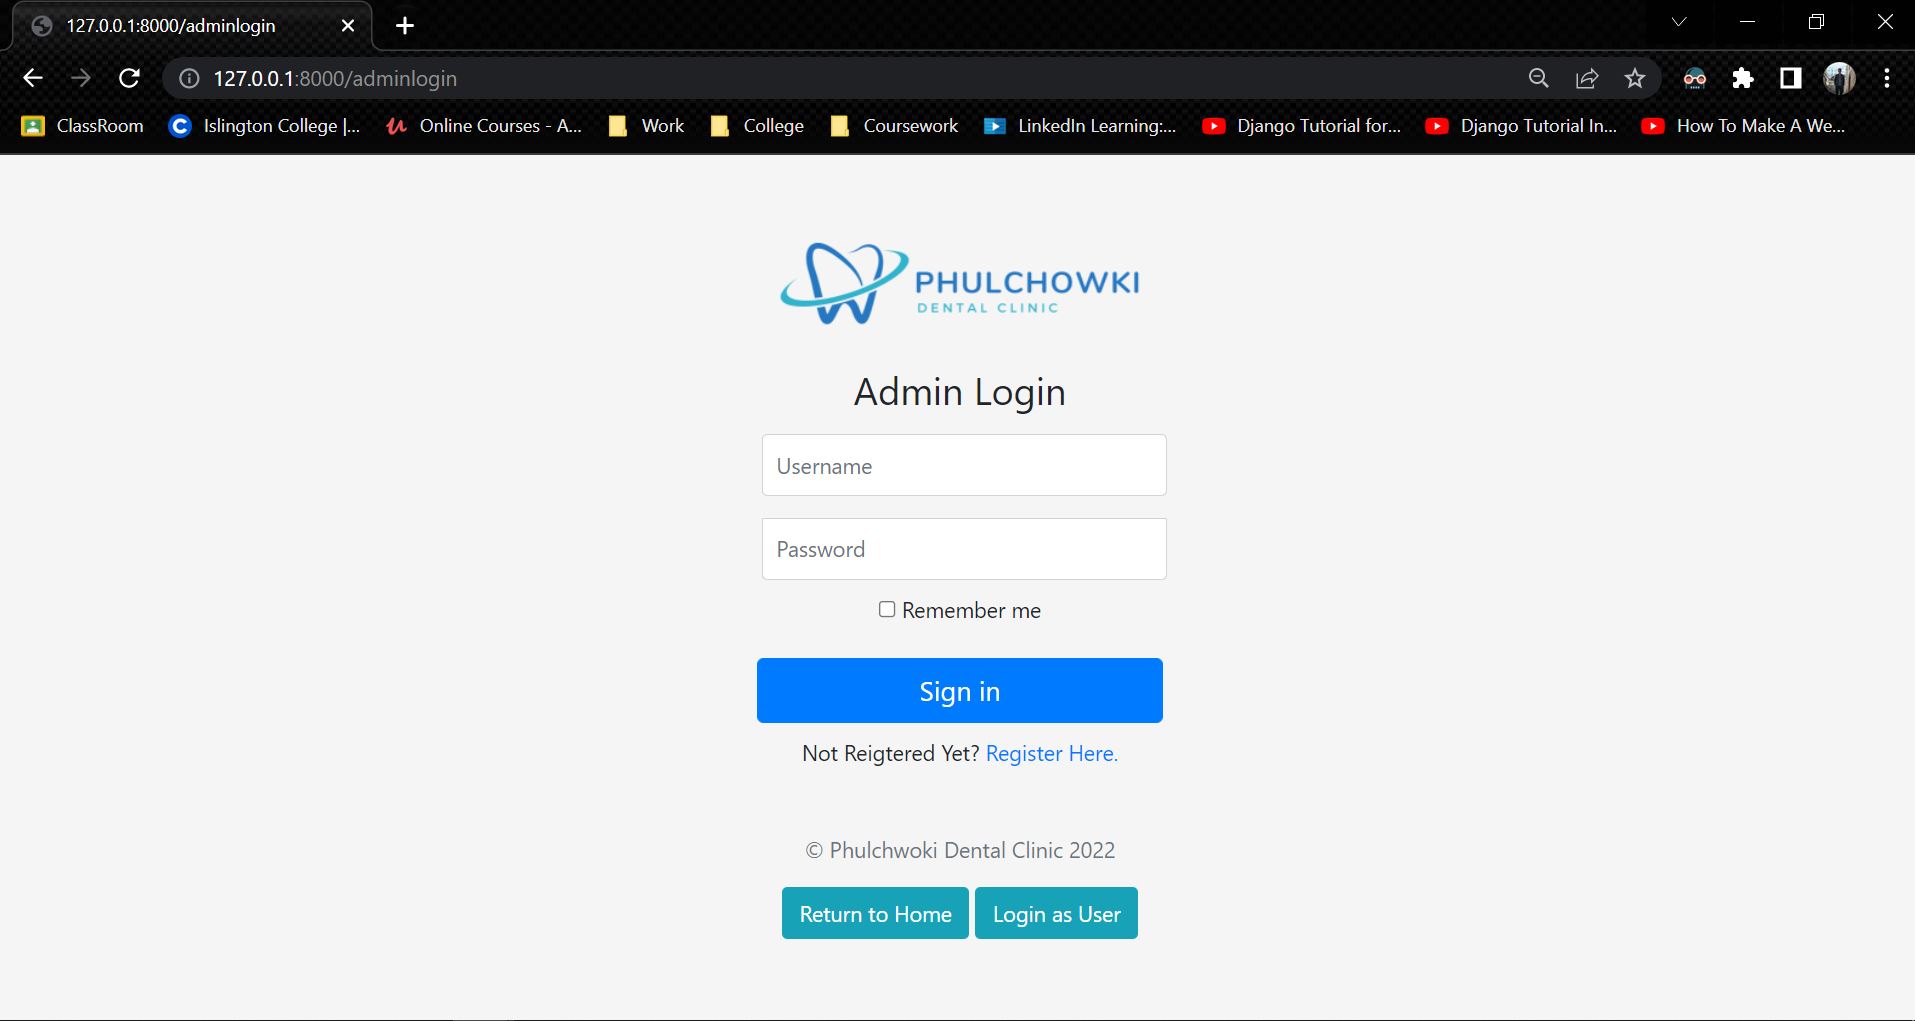 127.0.0.1:8000/adminlogin
127.0.0.1:8000/adminlogin
ClassRoom Islington College |... Online Courses - A... Work College Coursework LinkedIn Learning:... Django Tutorial for... Django Tutorial In... How To Make A We...
PHULCHOWKI
DENTAL CLINIC
Admin Login
Username
Password
Remember me
Sign in
Not Reigtered Yet? Register Here.
© Phulchwoki Dental Clinic 2022
Return to Home Login as User